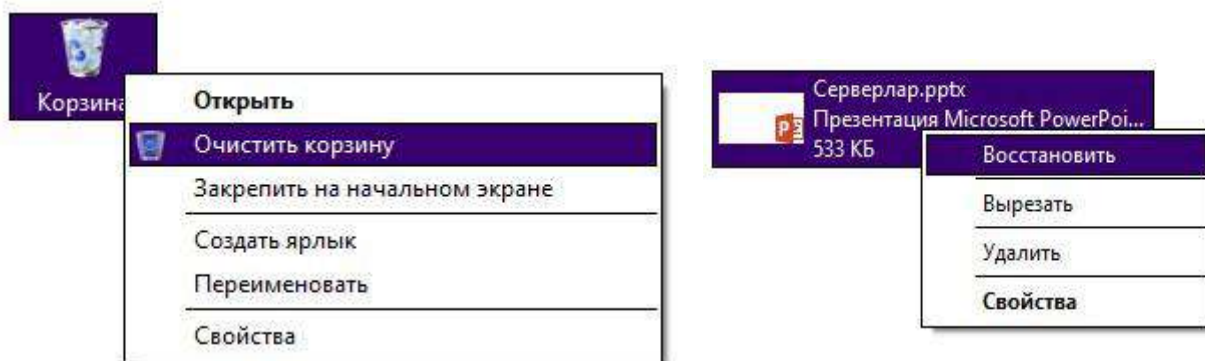 Корзина
Открыть
Очистить корзину
Закрепить на начальном экране
Создать ярлык
Переименовать
Свойства
Серверлар.pptx
Презентация Microsoft PowerPoi...
533 КБ
Восстановить
Вырезать
Удалить
Свойства